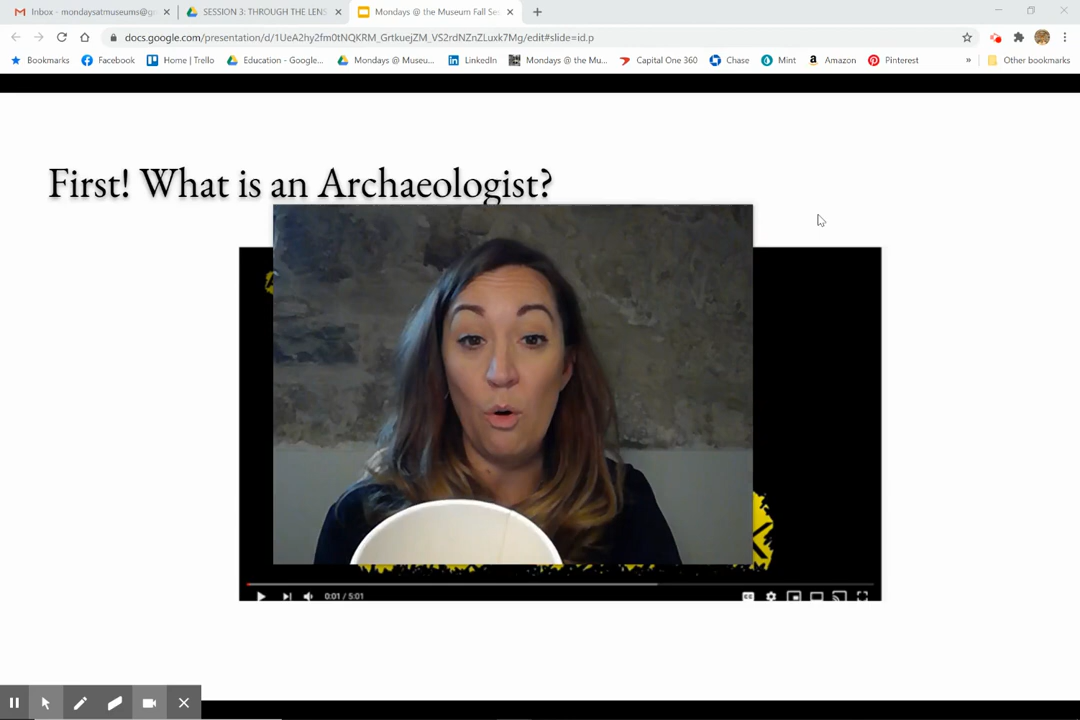 Inbox - mondaysatmuseums@g
SESSION 3: THROUGH THE LENS
Mondays @ the Museum Fall Se
docs.google.com/presentation/d/1UeA2hy2fm0tNQKRM_GrtkuejZM_VS2rdNZnZLuxk7Mg/edit#slide=id.p
Bookmarks Facebook Home | Trello Education - Google... Mondays @ Museu... LinkedIn Mondays @ the Mu... Capital One 360 Chase Mint Amazon Pinterest » Other bookmarks
First! What is an Archaeologist?
0:01 / 5:01
CC